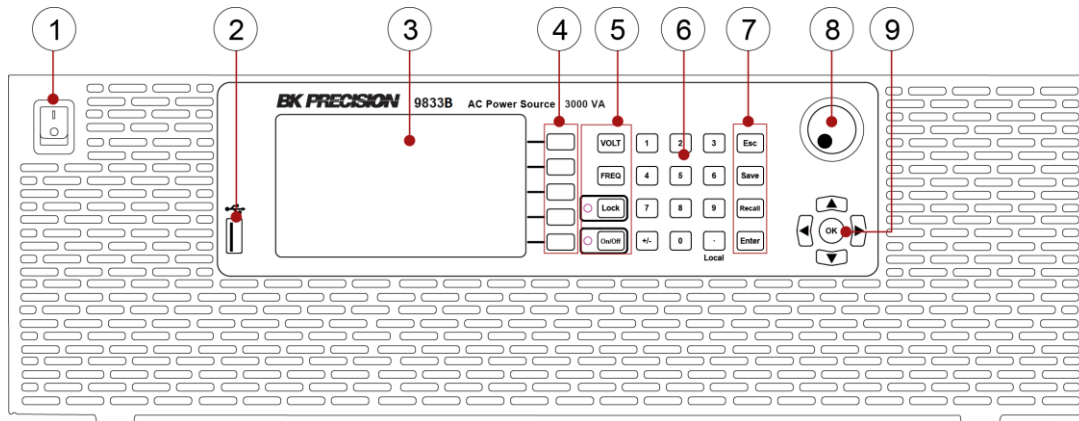 1 2 3 4 5 6 7 8 9
BK PRECISION 9833B AC Power Source 3000 VA
VOLT 1 2 3 Esc
FREQ 4 5 6 Save
Lock 7 8 9 Recall
OK
On/Off +/- 0 . Enter
Local